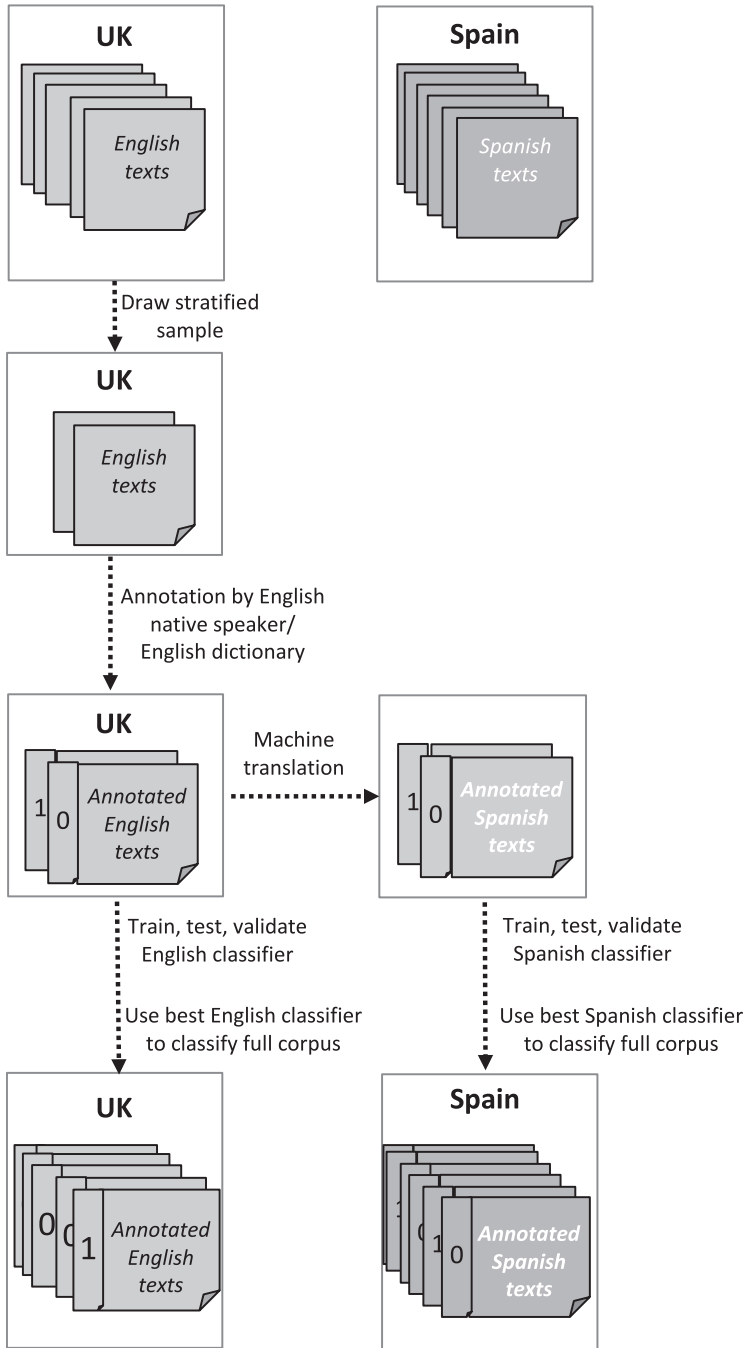 UK
English
texts
Spain
Spanish
texts
Draw stratified
sample
UK
English
texts
Annotation by English
native speaker/
English dictionary
UK
1
0
Annotated
English
texts
Machine
translation
1
0
Annotated
Spanish
texts
Train, test, validate
English classifier
Use best English classifier
to classify full corpus
Train, test, validate
Spanish classifier
Use best Spanish classifier
to classify full corpus
UK
0
0
1
Annotated
English
texts
Spain
1
0
1
0
Annotated
Spanish
texts